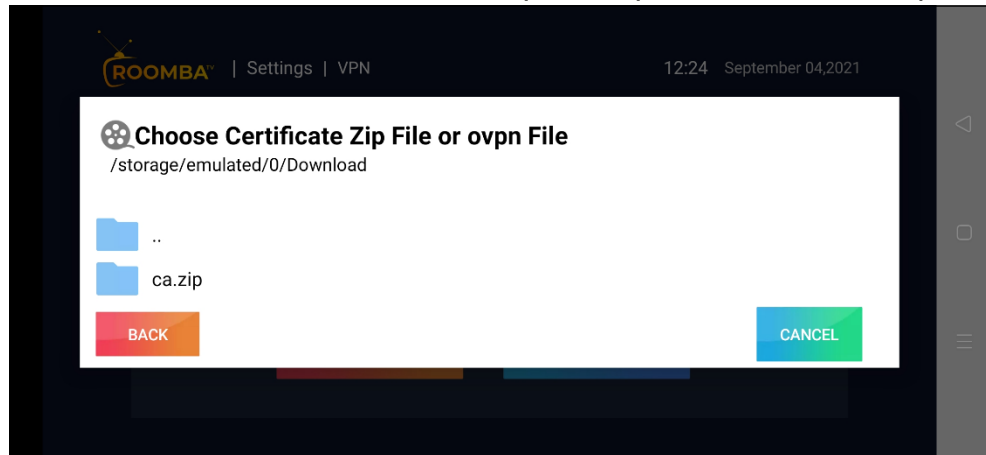 ROOMBA TV | Settings | VPN 12:24 September 04,2021
Choose Certificate Zip File or ovpn File
/storage/emulated/0/Download
..
ca.zip
BACK CANCEL